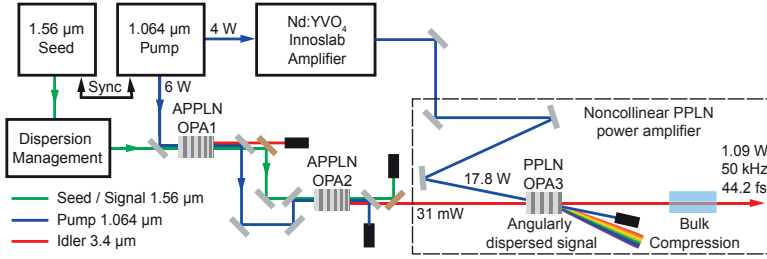 1.56 µm
Seed
1.064 µm
Pump
4 W
Nd:YVO4
Innoslab
Amplifier
Sync
6 W
APPLN
OPA1
Dispersion
Management
APPLN
OPA2
Noncollinear PPLN
power amplifier
17.8 W
PPLN
OPA3
1.09 W
50 kHz
44.2 fs
Seed / Signal 1.56 µm
Pump 1.064 µm
Idler 3.4 µm
31 mW
Angularly
dispersed signal
Bulk
Compression